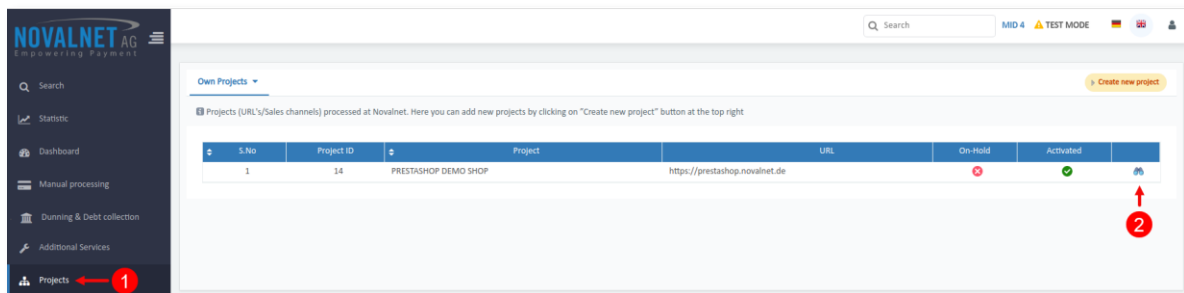 NOVALNET AG
Empowering Payment
Search
MID 4 TEST MODE
Search
Statistic
Dashboard
Manual processing
Dunning & Debt collection
Additional Services
Projects
1
Own Projects
Create new project
Projects (URL's/Sales channels) processed at Novalnet. Here you can add new projects by clicking on "Create new project" button at the top right
S.No Project ID Project URL On-Hold Activated
1 14 PRESTASHOP DEMO SHOP https://prestashop.novalnet.de
2